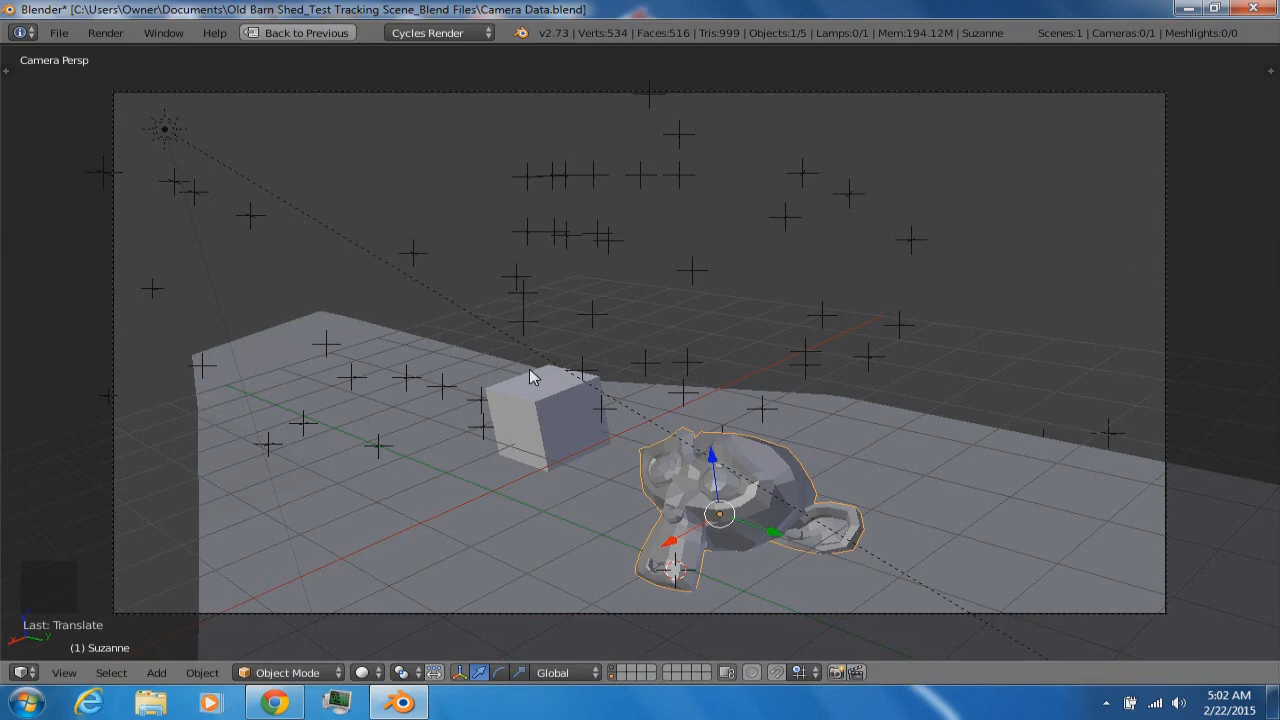 Blender* [C:\Users\Owner\Documents\Old Barn Shed_Test Tracking Scene_Blend Files\Camera Data.blend]
File Render Window Help Back to Previous Cycles Render v2.73 | Verts:534 | Faces:516 | Tris:999 | Objects:1/5 | Lamps:0/1 | Mem:194.12M | Suzanne Scenes:1 | Cameras:0/1 | Meshlights:0/0
Camera Persp
Last: Translate
z
x y
(1) Suzanne
View Select Add Object Object Mode Global
5:02 AM
2/22/2015